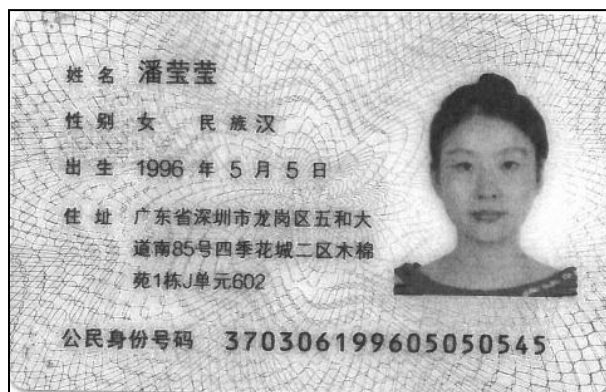 姓名 潘莹莹
性别 女 民族 汉
出生 1996 年 5 月 5 日
住址 广东省深圳市龙岗区五和大
道南85号四季花城二区木棉
苑1栋J单元602
公民身份号码 370306199605050545